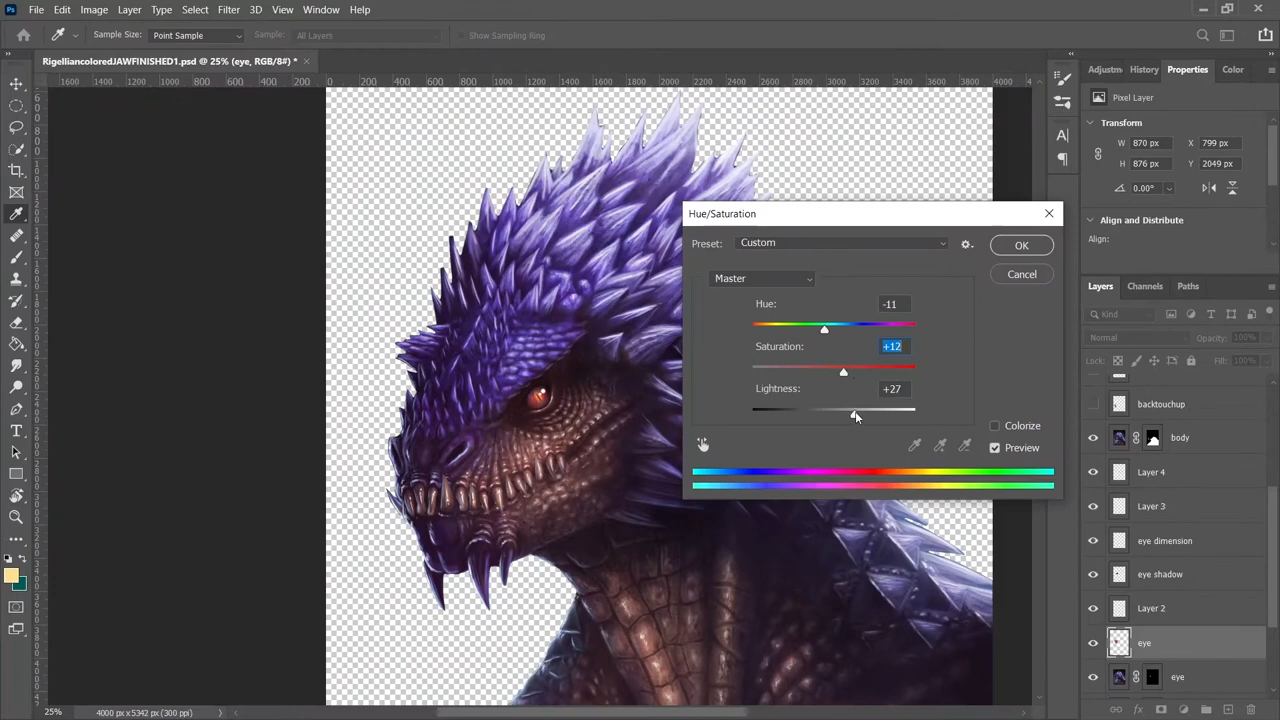 Ps File Edit Image Layer Type Select Filter 3D View Window Help
Sample Size: Point Sample Sample: All Layers Show Sampling Ring
RigelliancoloredJAWFINISHED1.psd @ 25% (eye, RGB/8#) *
Adjustm History Properties Color
1600 1400 1200 1000 800 600 400 200 0 200 400 600 800 1000 1200 1400 1600 1800 2000 2200 2400 2600 2800 3000 3200 3400 3600 3800 4000
Pixel Layer
Transform
W 870 px X 799 px
H 876 px Y 2049 px
0.00°
Align and Distribute
Align:
Hue/Saturation
Preset: Custom OK
Master Cancel
Hue: -11
Saturation: +12
Lightness: +27
Colorize
Preview
Layers Channels Paths
Kind
Normal Opacity: 100%
Lock: Fill: 100%
backtouchup
body
Layer 4
Layer 3
eye dimension
eye shadow
Layer 2
eye
eye
25% 4000 px x 5342 px (300 ppi)